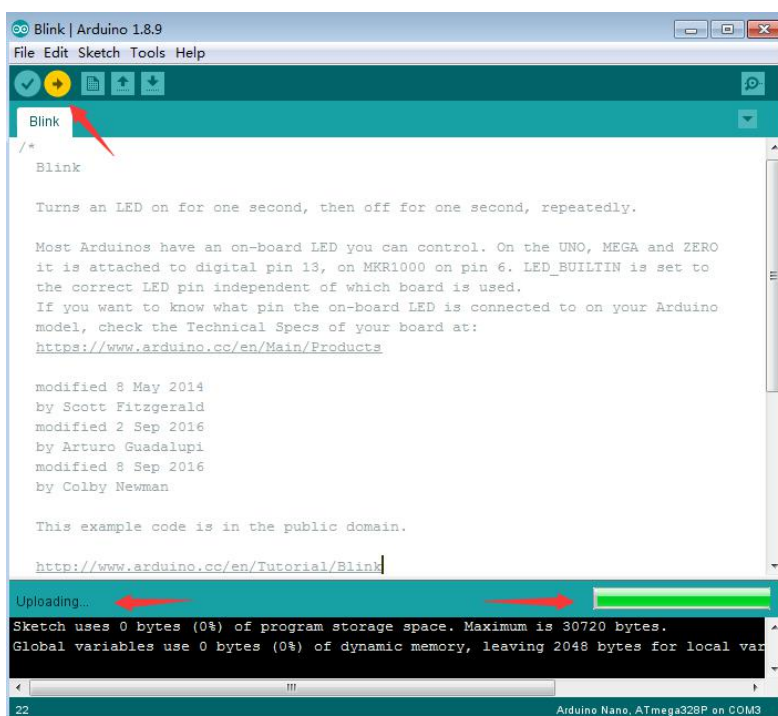 Blink | Arduino 1.8.9
File Edit Sketch Tools Help
Blink
/*
Blink
Turns an LED on for one second, then off for one second, repeatedly.
Most Arduinos have an on-board LED you can control. On the UNO, MEGA and ZERO
it is attached to digital pin 13, on MKR1000 on pin 6. LED_BUILTIN is set to
the correct LED pin independent of which board is used.
If you want to know what pin the on-board LED is connected to on your Arduino
model, check the Technical Specs of your board at:
https://www.arduino.cc/en/Main/Products
modified 8 May 2014
by Scott Fitzgerald
modified 2 Sep 2016
by Arturo Guadalupi
modified 8 Sep 2016
by Colby Newman
This example code is in the public domain.
http://www.arduino.cc/en/Tutorial/Blink
Uploading...
Sketch uses 0 bytes (0%) of program storage space. Maximum is 30720 bytes.
Global variables use 0 bytes (0%) of dynamic memory, leaving 2048 bytes for local var
22 Arduino Nano, ATmega328P on COM3